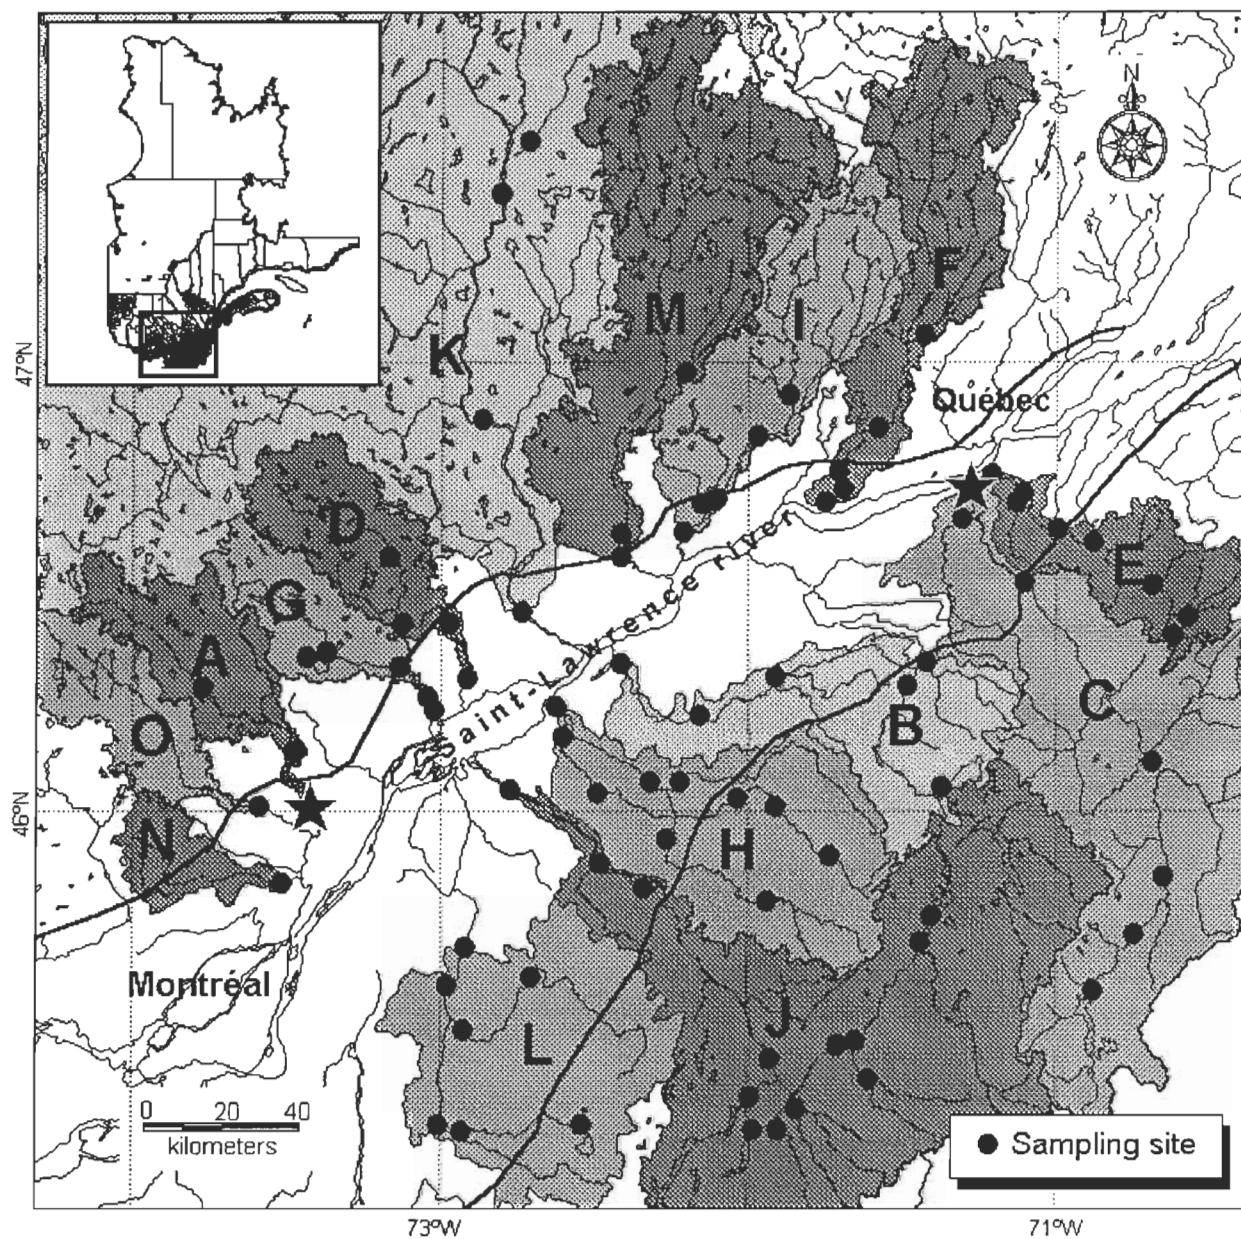 N
47°N
K
M
I
F
Québec
D
G
A
O
N
E
C
B
H
J
L
Saint-Lawrence river
46°N
Montréal
0 20 40
kilometers
Sampling site
73°W
71°W